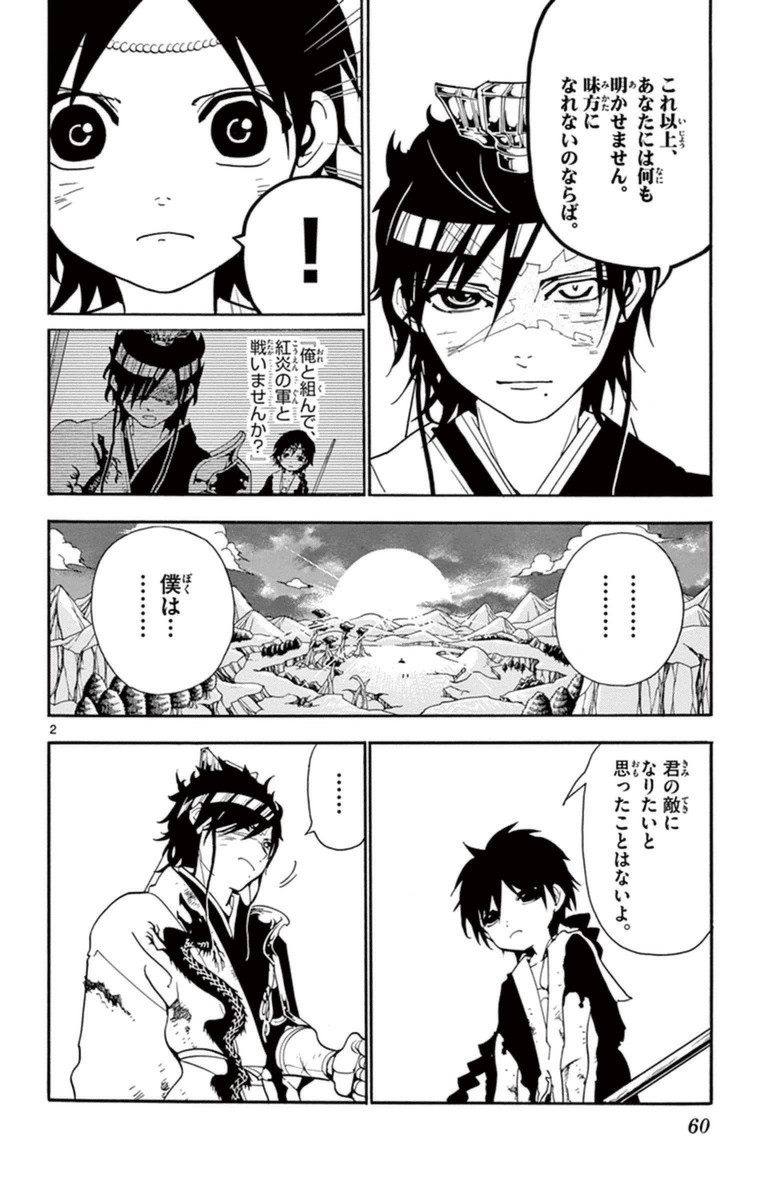 これ以上、
あなたには何も
明かせません。
味方に
なれないのならば。
！
『俺と組んで、
紅炎の軍と
戦いませんか？』
………
………
僕は…
………
2
君の敵に
なりたいと
思ったことはないよ。
……
60